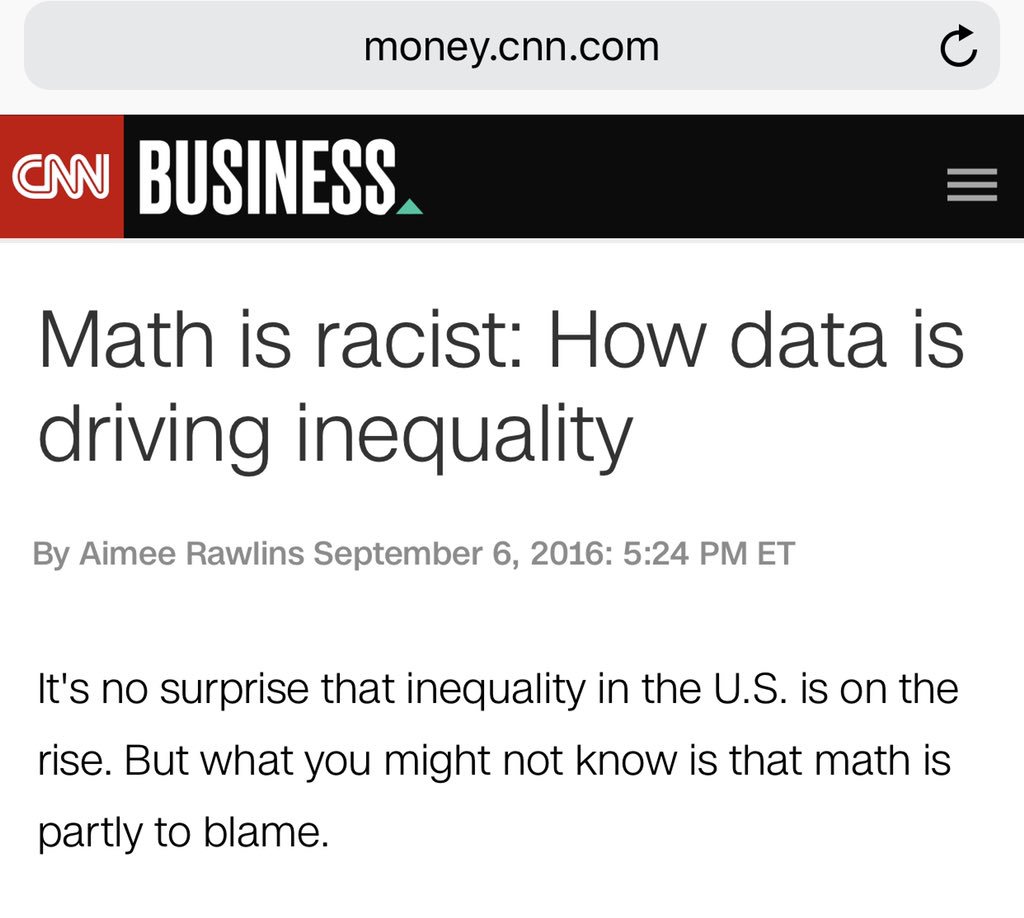 money.cnn.com
CNN BUSINESS
Math is racist: How data is
driving inequality
By Aimee Rawlins September 6, 2016: 5:24 PM ET
It's no surprise that inequality in the U.S. is on the
rise. But what you might not know is that math is
partly to blame.